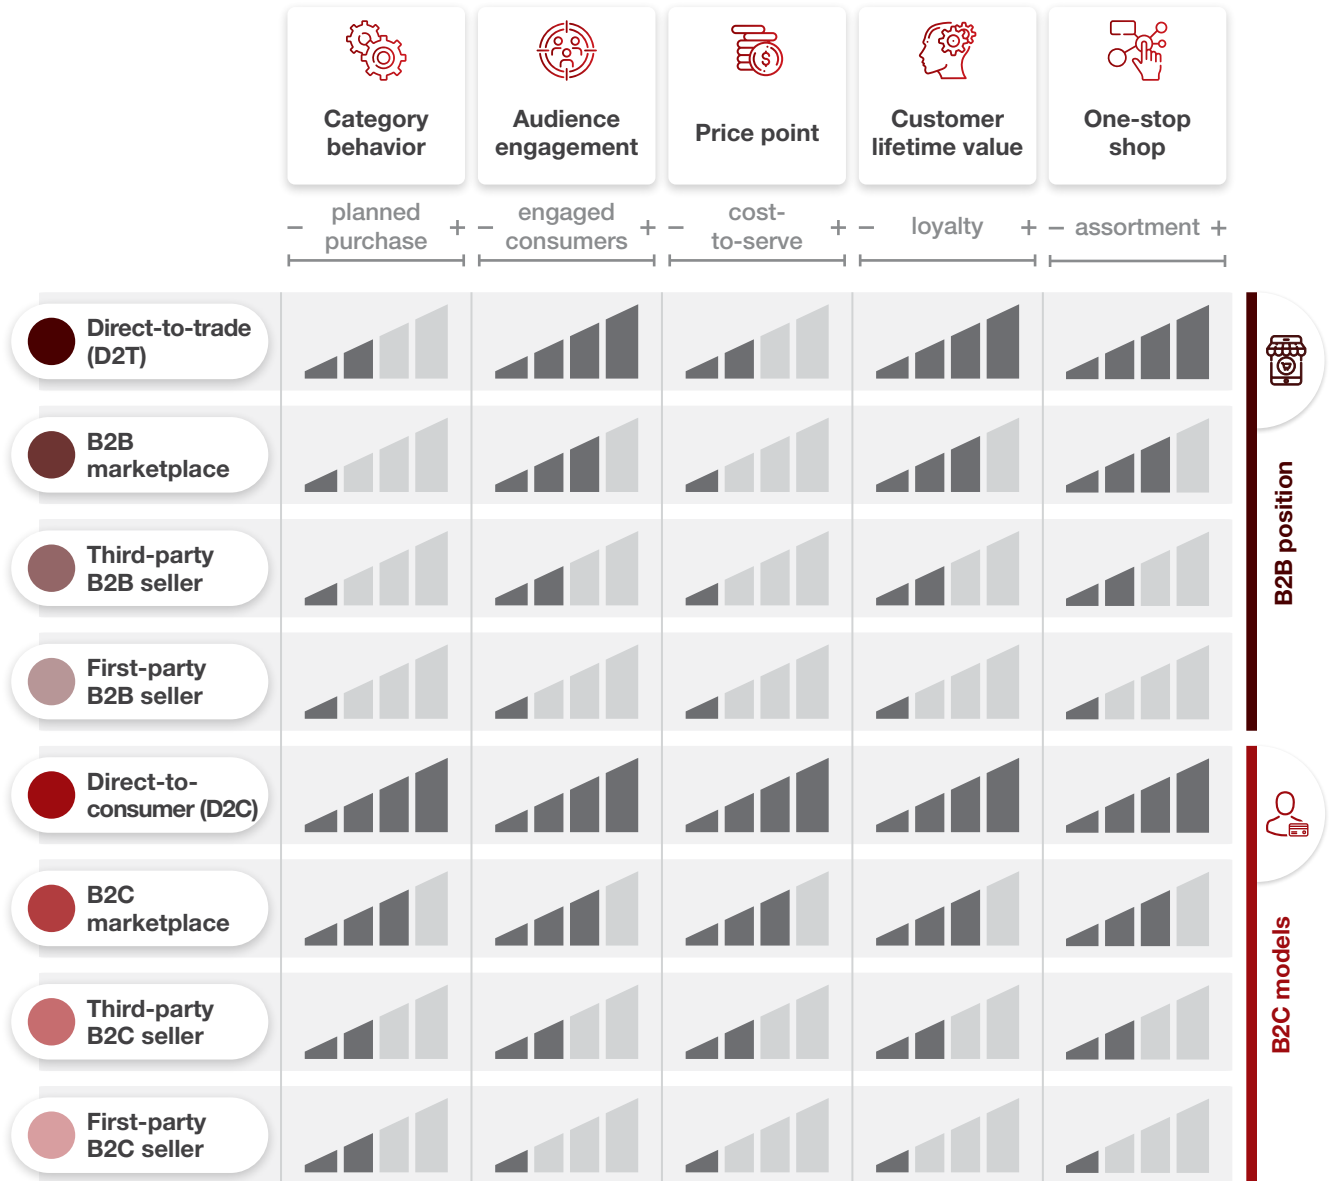 Category
behavior
Audience
engagement
Price point
Customer
lifetime value
One-stop
shop
− planned
purchase +
− engaged
consumers +
− cost-
to-serve +
− loyalty +
− assortment +
Direct-to-trade
(D2T)
B2B
marketplace
Third-party
B2B seller
First-party
B2B seller
B2B position
Direct-to-
consumer (D2C)
B2C
marketplace
Third-party
B2C seller
First-party
B2C seller
B2C models